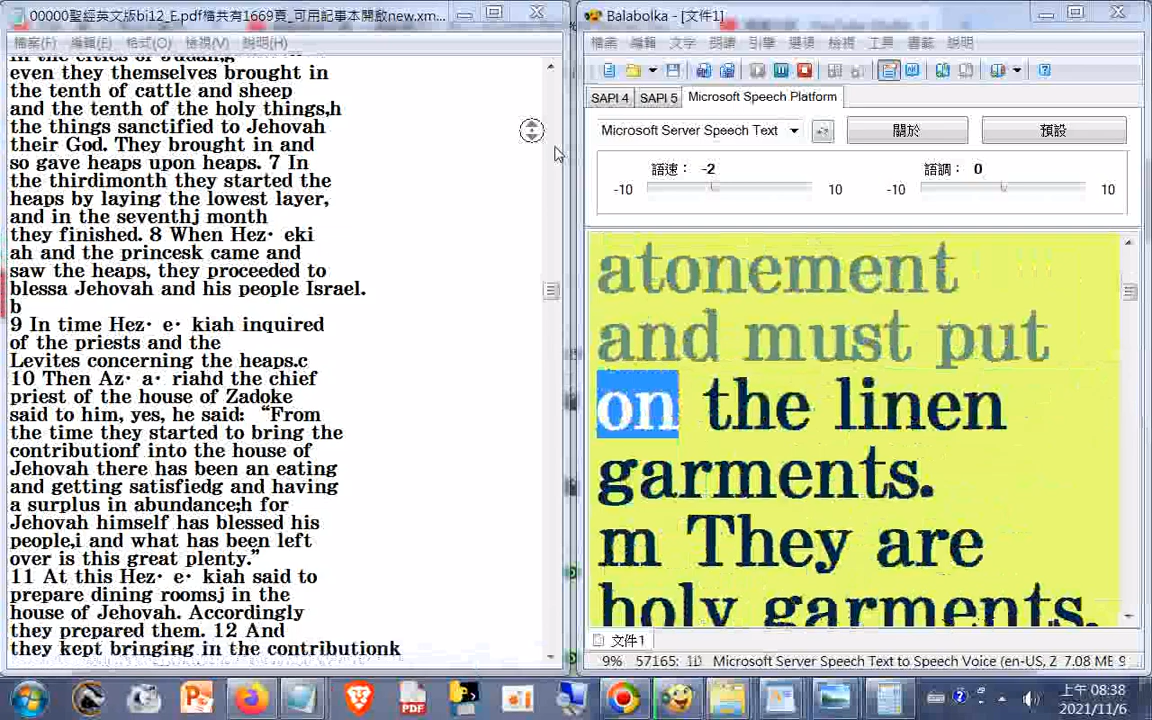 00000聖經英文版bi12_E.pdf檔共有1669頁_可用記事本開啟new.xm...
檔案(F) 編輯(E) 格式(O) 檢視(V) 說明(H)
in the cities of Judah,g
even they themselves brought in
the tenth of cattle and sheep
and the tenth of the holy things,h
the things sanctified to Jehovah
their God. They brought in and
so gave heaps upon heaps. 7 In
the thirdimonth they started the
heaps by laying the lowest layer,
and in the seventhj month
they finished. 8 When Hez· eki
ah and the princesk came and
saw the heaps, they proceeded to
blessa Jehovah and his people Israel.
b
9 In time Hez· e· kiah inquired
of the priests and the
Levites concerning the heaps.c
10 Then Az· a· riahd the chief
priest of the house of Zadoke
said to him, yes, he said: “From
the time they started to bring the
contributionf into the house of
Jehovah there has been an eating
and getting satisfiedg and having
a surplus in abundance;h for
Jehovah himself has blessed his
people,i and what has been left
over is this great plenty.”
11 At this Hez· e· kiah said to
prepare dining roomsj in the
house of Jehovah. Accordingly
they prepared them. 12 And
they kept bringing in the contributionk
Balabolka - [文件1]
檔案 編輯 文字 朗讀 引擎 選項 檢視 工具 書籤 說明
SAPI 4 SAPI 5 Microsoft Speech Platform
Microsoft Server Speech Text 關於 預設
語速： -2 語調： 0
-10 10 -10 10
atonement
and must put
on the linen
garments.
m They are
holy garments.
文件1
9% 57165: 1 Microsoft Server Speech Text to Speech Voice (en-US, Z 7.08 MB
PDF
上午 08:38
2021/11/6